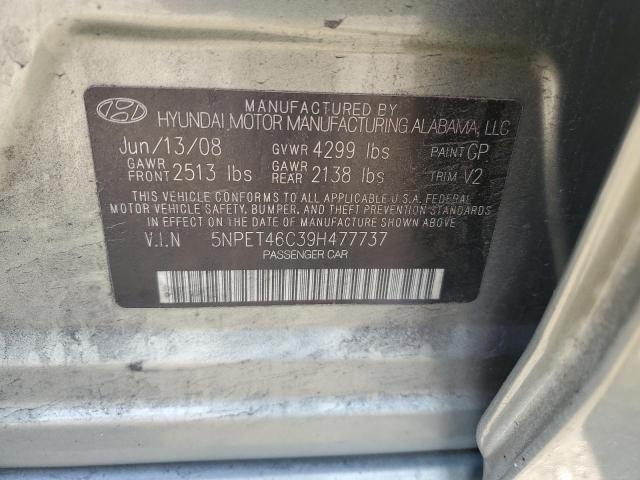 MANUFACTURED BY
HYUNDAI MOTOR MANUFACTURING ALABAMA, LLC
Jun/13/08 GVWR 4299 lbs PAINT GP
GAWR FRONT 2513 lbs GAWR REAR 2138 lbs TRIM V2
THIS VEHICLE CONFORMS TO ALL APPLICABLE U.S.A. FEDERAL
MOTOR VEHICLE SAFETY, BUMPER, AND THEFT PREVENTION STANDARDS
IN EFFECT ON THE DATE OF MANUFACTURE SHOWN ABOVE
V.I.N 5NPET46C39H477737
PASSENGER CAR